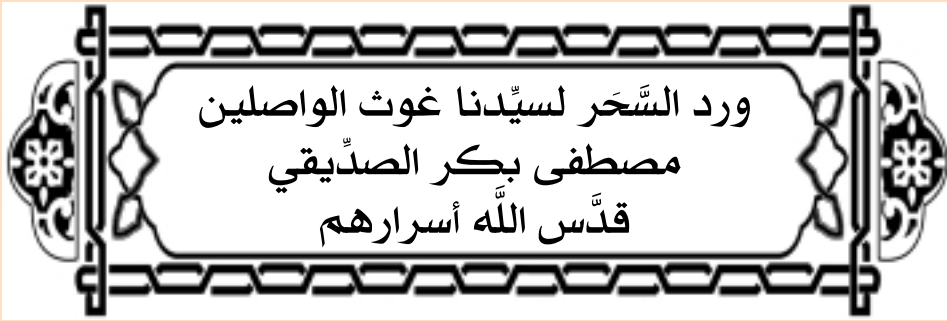 ورد السَّحَر لسيِّدنا غوث الواصلين
مصطفى بكر الصدِّيقي
قدَّس اللَّه أسرارهم